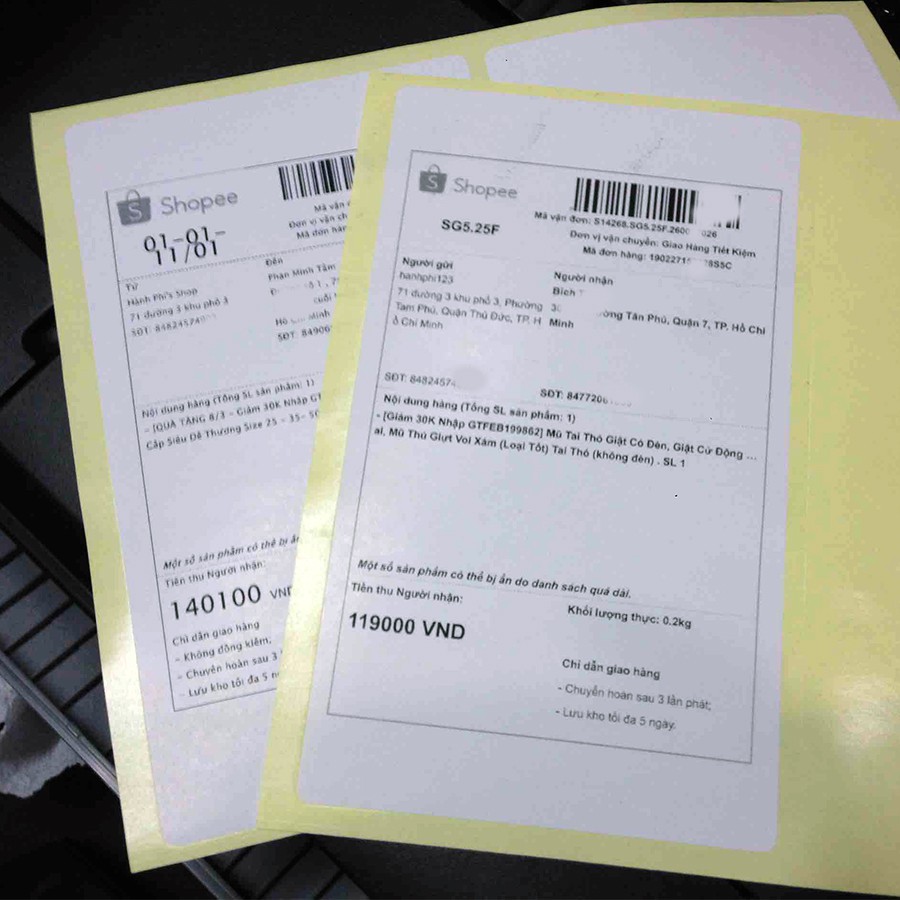 Shopee
01-01-
11/01
Mã vận
Đơn vị vận ch
Mã đơn hàn
Từ
Hành Phi's Shop
71 đường 3 khu phố 3
SĐT: 84824574
Đến
Phan Minh Tâm
Hồ Minh
SĐT: 84906
Nội dung hàng (Tổng SL sản phẩm: 1)
- [QUÀ TẶNG 8/3 - Giảm 30K Nhập GT
Cấp Siêu Dễ Thương Size 25 - 35- 50
Một số sản phẩm có thể bị ẩn
Tiền thu Người nhận:
140100 VND
Chỉ dẫn giao hàng
- Không đồng kiểm;
- Chuyển hoàn sau 3
- Lưu kho tối đa 5 n
Shopee
SG5.25F
Mã vận đơn: S14268.SG5.25F.2600 026
Đơn vị vận chuyển: Giao Hàng Tiết Kiệm
Mã đơn hàng: 1902271 8S5C
Người gửi
hanhphi123
71 đường 3 khu phố 3, Phường
Tam Phú, Quận Thủ Đức, TP. H
ồ Chí Minh
SĐT: 8482457
Người nhận
Bích
ờng Tân Phú, Quận 7, TP. Hồ Chí
Minh
SĐT: 847720
Nội dung hàng (Tổng SL sản phẩm: 1)
- [Giảm 30K Nhập GTFEB199862] Mũ Tai Thỏ Giật Có Đèn, Giật Cử Động ...
ai, Mũ Thú Giựt Voi Xám (Loại Tốt) Tai Thỏ (không đèn) . SL 1
Một số sản phẩm có thể bị ẩn do danh sách quá dài.
Tiền thu Người nhận:
119000 VND
Khối lượng thực: 0.2kg
Chỉ dẫn giao hàng
- Chuyển hoàn sau 3 lần phát;
- Lưu kho tối đa 5 ngày.